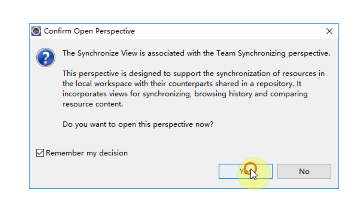 Confirm Open Perspective
The Synchronize View is associated with the Team Synchronizing perspective.
This perspective is designed to support the synchronization of resources in
the local workspace with their counterparts shared in a repository. It
incorporates views for synchronizing, browsing history and comparing
resource content.
Do you want to open this perspective now?
Remember my decision
Yes No